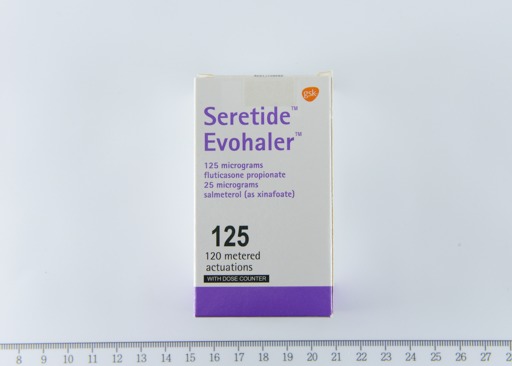 gsk
Seretide™
Evohaler™
125 micrograms
fluticasone propionate
25 micrograms
salmeterol (as xinafoate)
125
120 metered
actuations
WITH DOSE COUNTER
8 9 10 11 12 13 14 15 16 17 18 19 20 21 22 23 24 25 26 27 28